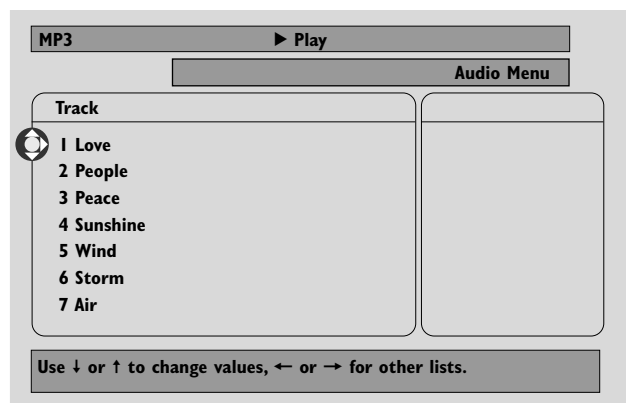 MP3 ▶ Play
Audio Menu
Track
1 Love
2 People
3 Peace
4 Sunshine
5 Wind
6 Storm
7 Air
Use ↓ or ↑ to change values, ← or → for other lists.